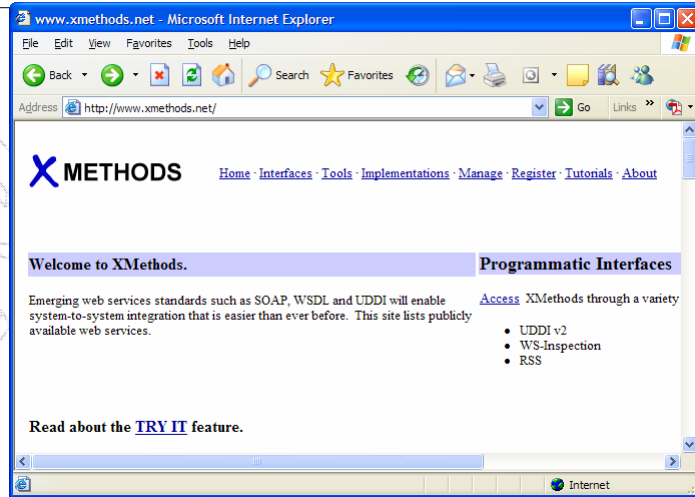 www.xmethods.net - Microsoft Internet Explorer
File Edit View Favorites Tools Help
Back Search Favorites
Address http://www.xmethods.net/ Go Links »
X METHODS
Home · Interfaces · Tools · Implementations · Manage · Register · Tutorials · About
Welcome to XMethods.
Emerging web services standards such as SOAP, WSDL and UDDI will enable
system-to-system integration that is easier than ever before. This site lists publicly
available web services.
Read about the TRY IT feature.
Programmatic Interfaces
Access XMethods through a variety
• UDDI v2
• WS-Inspection
• RSS
Internet